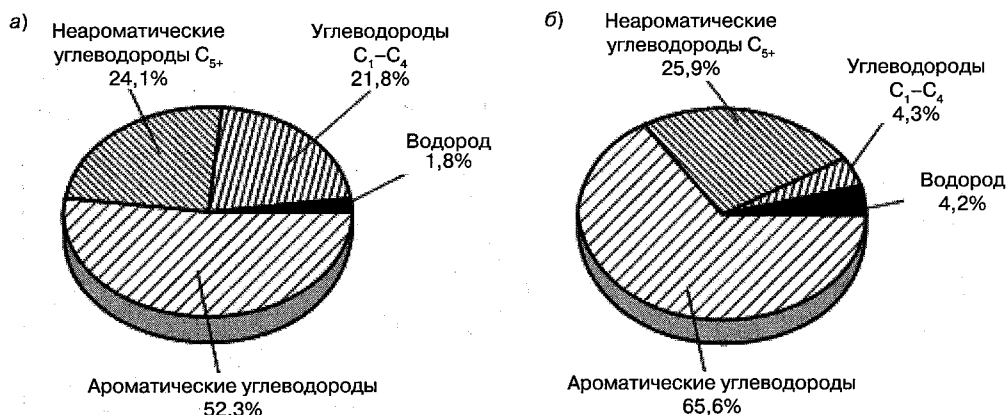 а)
Неароматические
углеводороды C₅₊
24,1%
Углеводороды
C₁–C₄
21,8%
Водород
1,8%
Ароматические углеводороды
52,3%
б)
Неароматические
углеводороды C₅₊
25,9%
Углеводороды
C₁–C₄
4,3%
Водород
4,2%
Ароматические углеводороды
65,6%